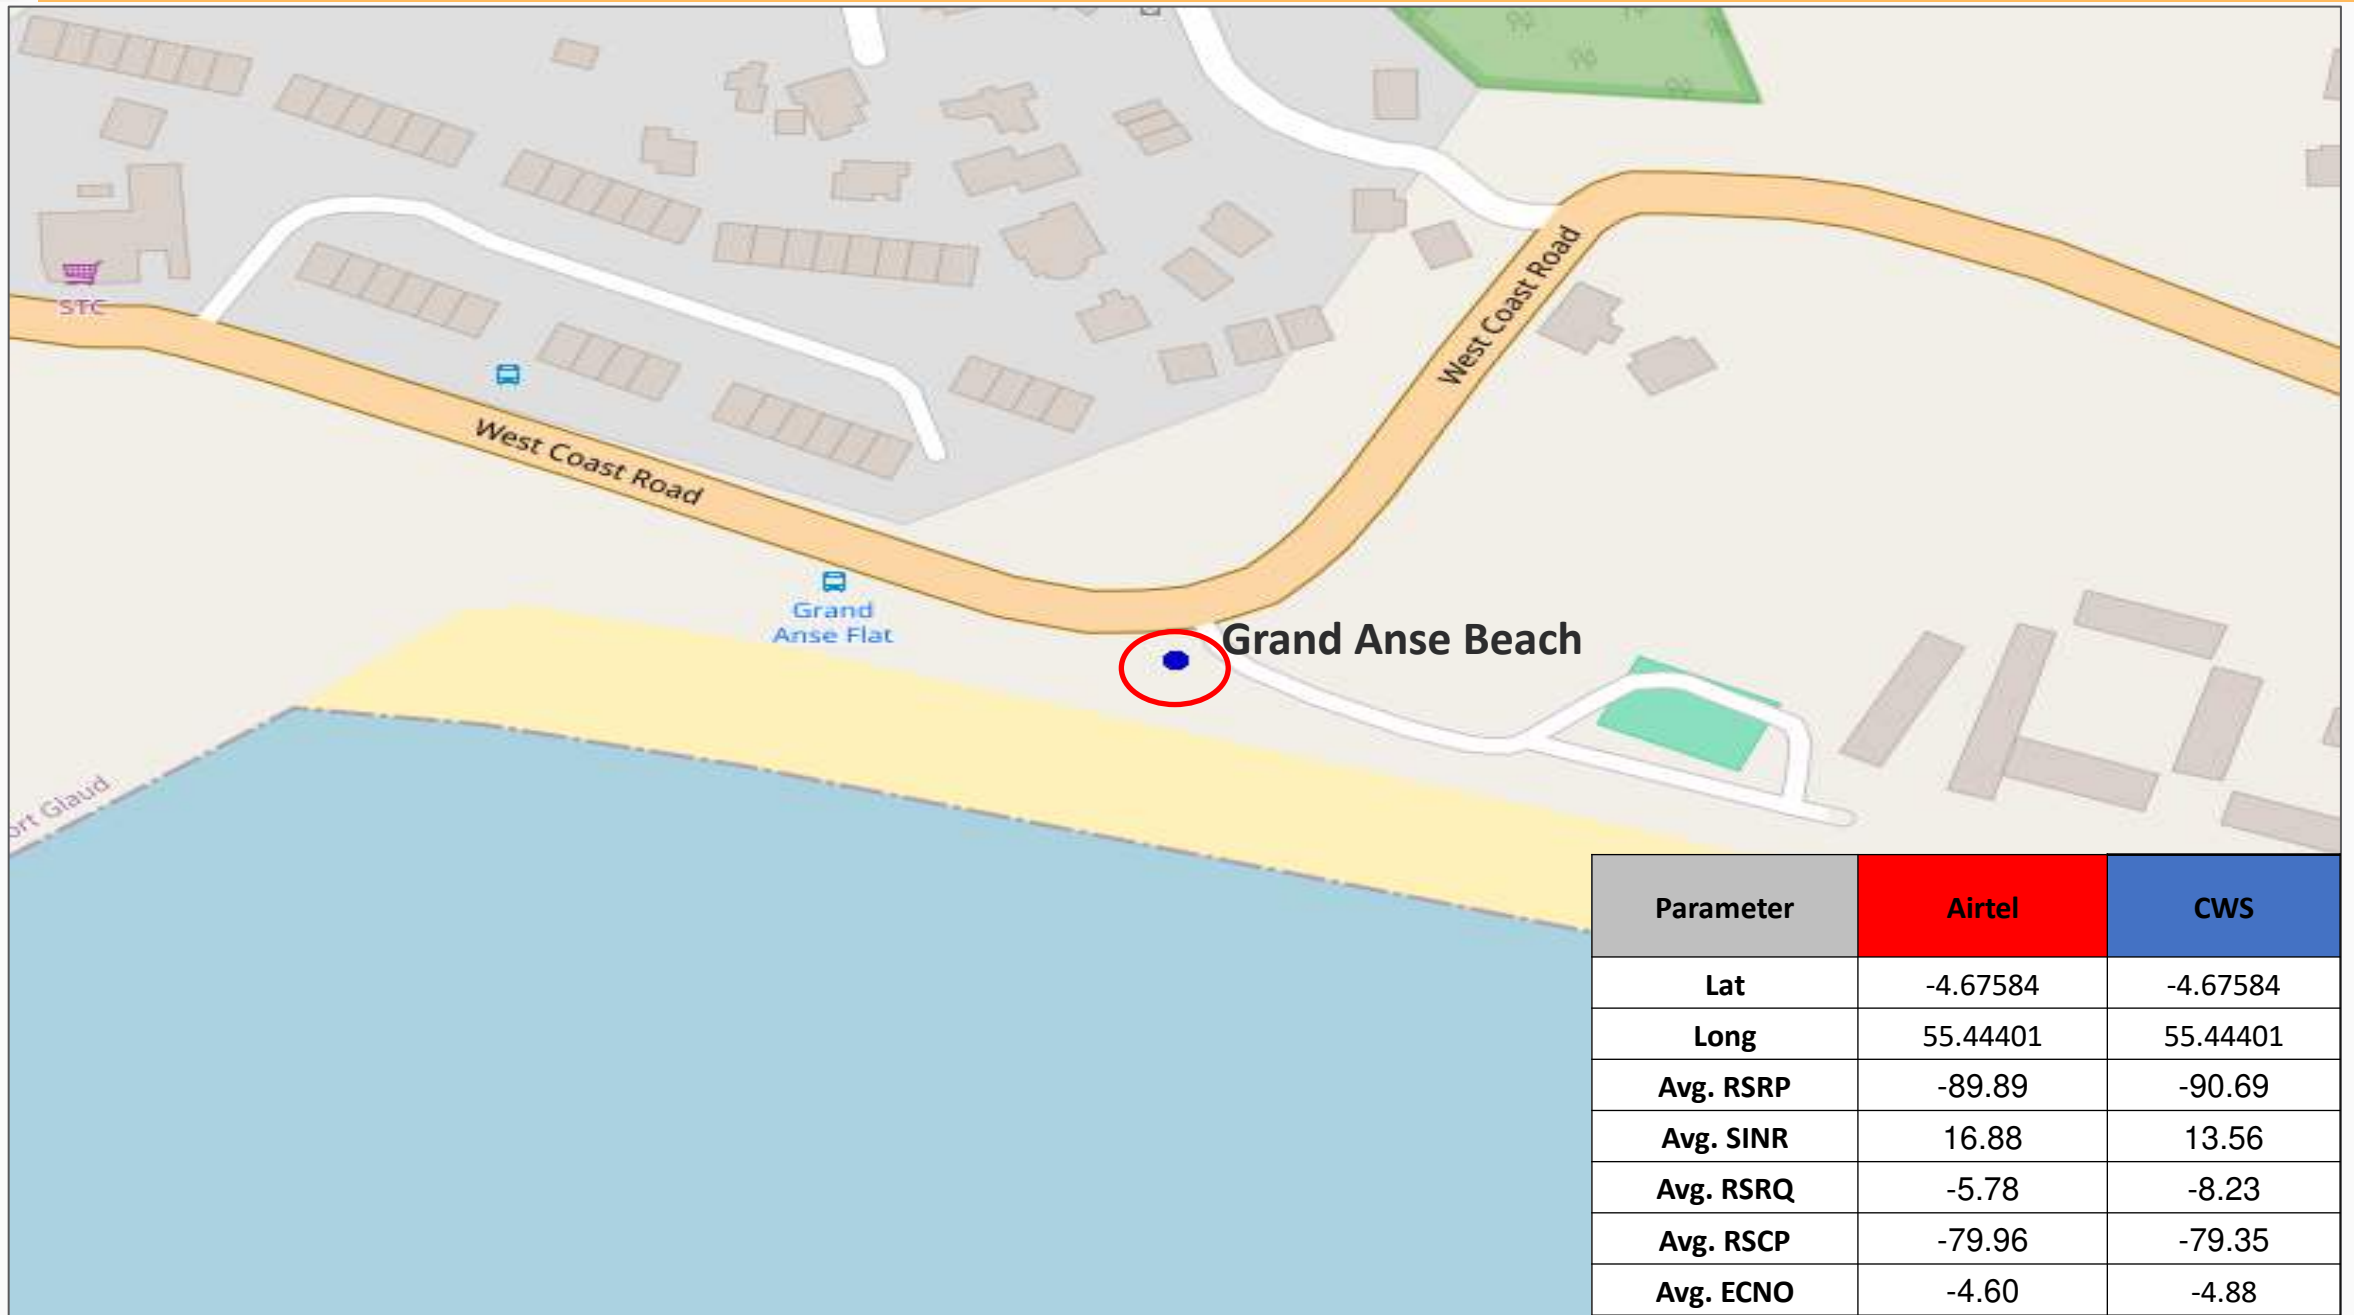 STC
West Coast Road
West Coast Road
Grand
Anse Flat
Grand Anse Beach
ort Glaud
Parameter Airtel CWS
Lat -4.67584 -4.67584
Long 55.44401 55.44401
Avg. RSRP -89.89 -90.69
Avg. SINR 16.88 13.56
Avg. RSRQ -5.78 -8.23
Avg. RSCP -79.96 -79.35
Avg. ECNO -4.60 -4.88